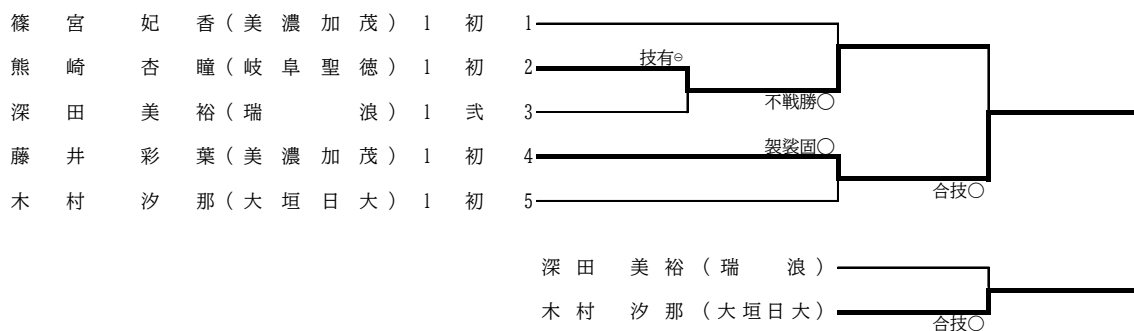 篠宮 妃香(美濃加茂) 1 初 1
技有⊖
熊崎 杏瞳(岐阜聖徳) 1 初 2
不戦勝○
深田 美裕(瑞浪) 1 弐 3
袈裟固○
藤井 彩葉(美濃加茂) 1 初 4
合技○
木村 汐那(大垣日大) 1 初 5
深田 美裕(瑞浪)
木村 汐那(大垣日大)
合技○